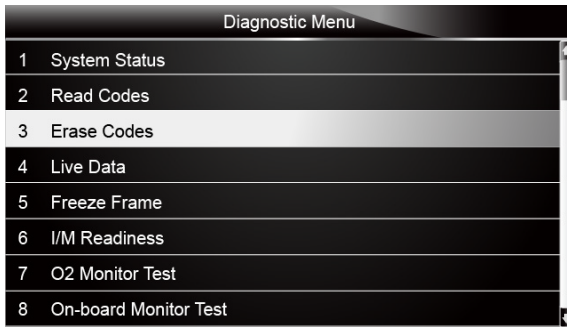 Diagnostic Menu
1 System Status
2 Read Codes
3 Erase Codes
4 Live Data
5 Freeze Frame
6 I/M Readiness
7 O2 Monitor Test
8 On-board Monitor Test